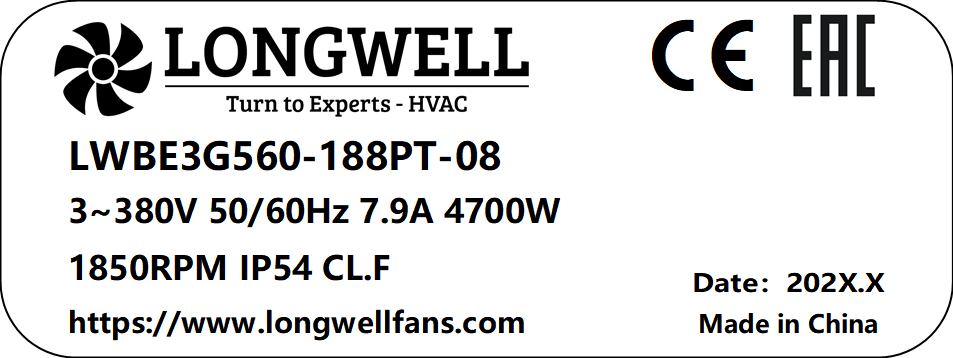 LONGWELL
Turn to Experts - HVAC
CE EAC
LWBE3G560-188PT-08
3~380V 50/60Hz 7.9A 4700W
1850RPM IP54 CL.F
https://www.longwellfans.com
Date: 202X.X
Made in China